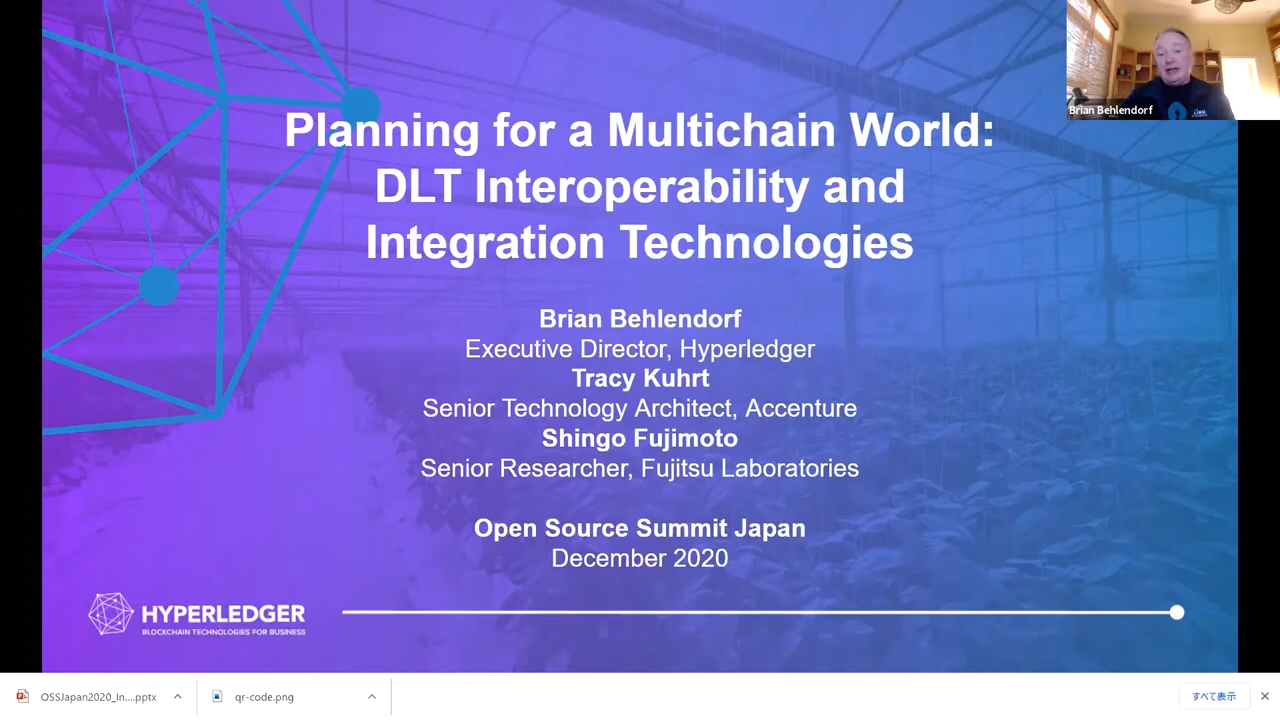 Planning for a Multichain World:
DLT Interoperability and
Integration Technologies
Brian Behlendorf
Brian Behlendorf
Executive Director, Hyperledger
Tracy Kuhrt
Senior Technology Architect, Accenture
Shingo Fujimoto
Senior Researcher, Fujitsu Laboratories
Open Source Summit Japan
December 2020
HYPERLEDGER
BLOCKCHAIN TECHNOLOGIES FOR BUSINESS
OSSJapan2020_In....pptx
qr-code.png
すべて表示